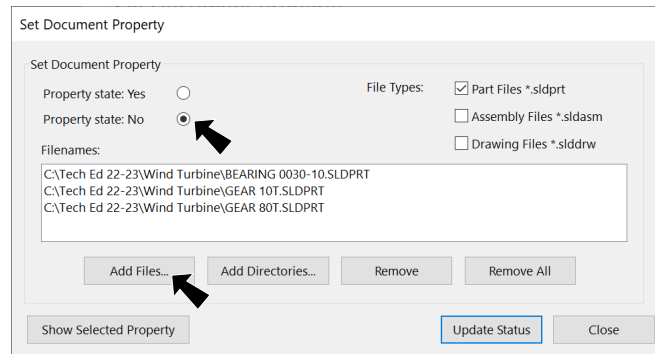 Set Document Property
Set Document Property
Property state: Yes
File Types:
Part Files *.sldprt
Property state: No
Assembly Files *.sldasm
Drawing Files *.slddrw
Filenames:
C:\Tech Ed 22-23\Wind Turbine\BEARING 0030-10.SLDPRT
C:\Tech Ed 22-23\Wind Turbine\GEAR 10T.SLDPRT
C:\Tech Ed 22-23\Wind Turbine\GEAR 80T.SLDPRT
Add Files...
Add Directories...
Remove
Remove All
Show Selected Property
Update Status
Close